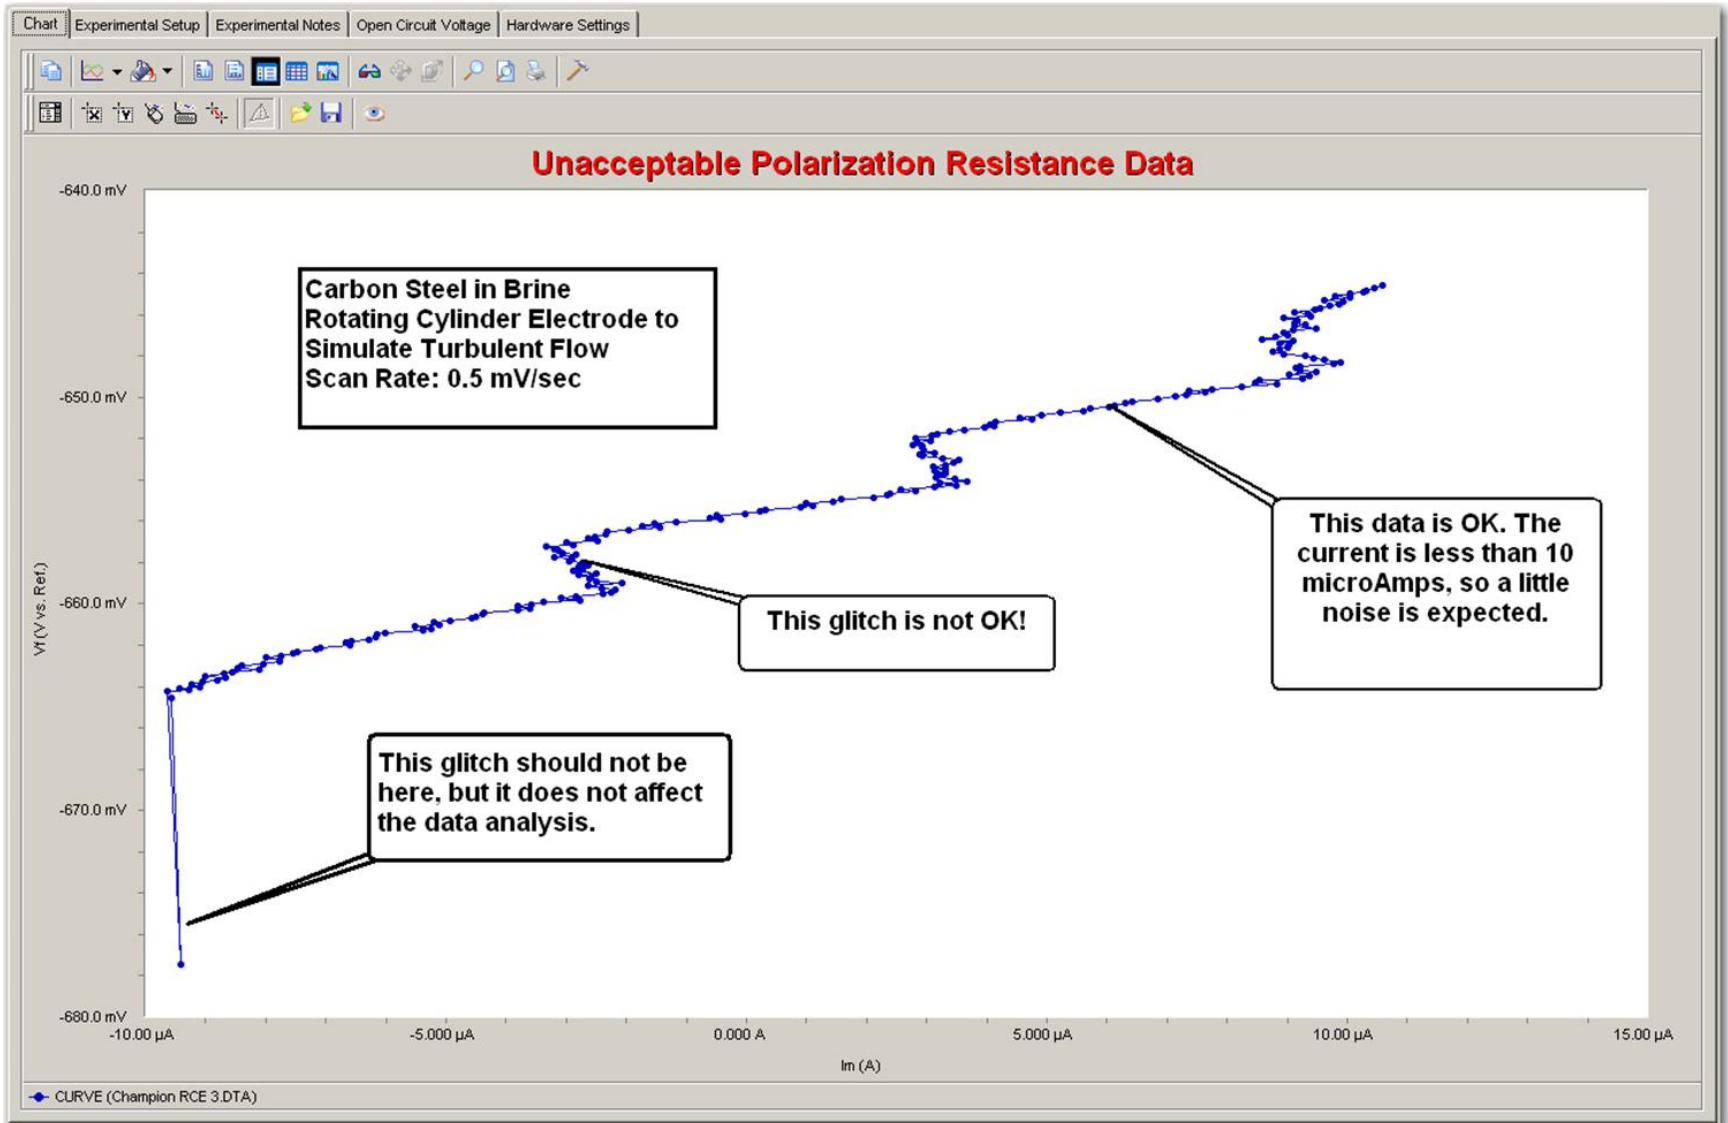 Chart Experimental Setup Experimental Notes Open Circuit Voltage Hardware Settings
Unacceptable Polarization Resistance Data
-640.0 mV
Carbon Steel in Brine
Rotating Cylinder Electrode to
Simulate Turbulent Flow
Scan Rate: 0.5 mV/sec
-650.0 mV
This data is OK. The
current is less than 10
microAmps, so a little
noise is expected.
Vf (V vs. Ref.)
-660.0 mV
This glitch is not OK!
This glitch should not be
here, but it does not affect
the data analysis.
-670.0 mV
-680.0 mV
-10.00 µA -5.000 µA 0.000 A 5.000 µA 10.00 µA 15.00 µA
Im (A)
CURVE (Champion RCE 3.DTA)